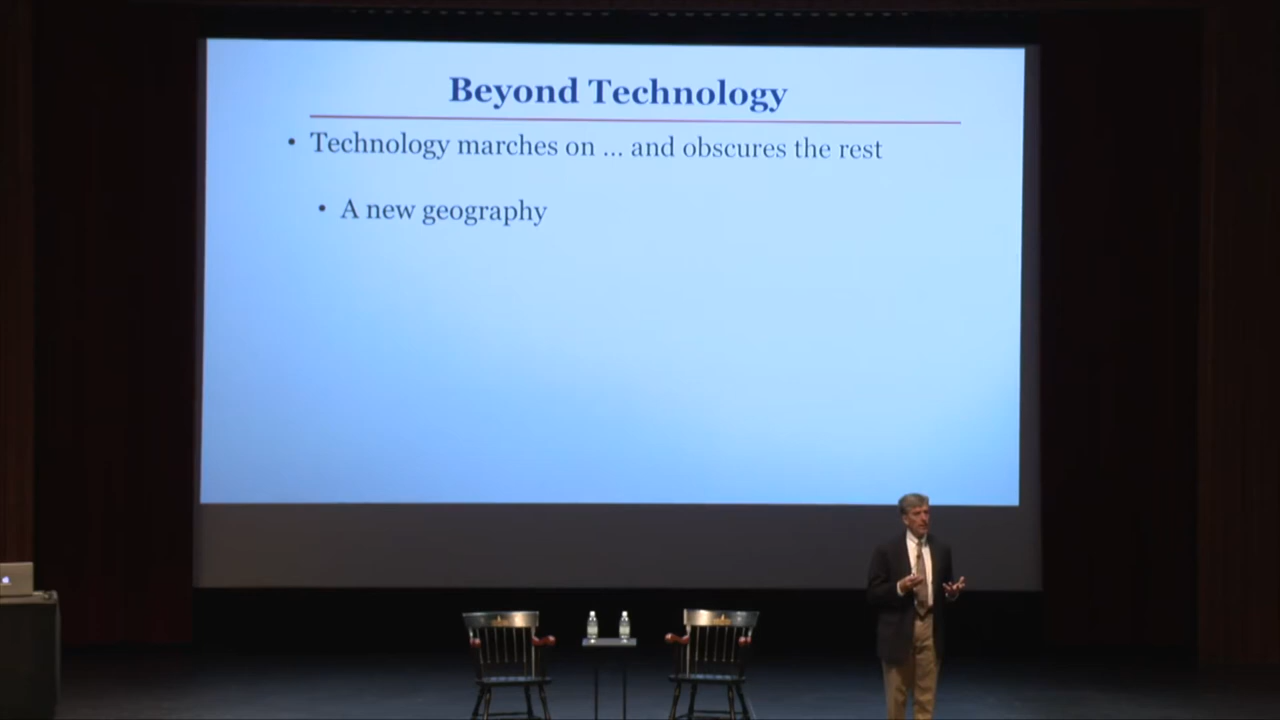 Beyond Technology
• Technology marches on ... and obscures the rest
• A new geography